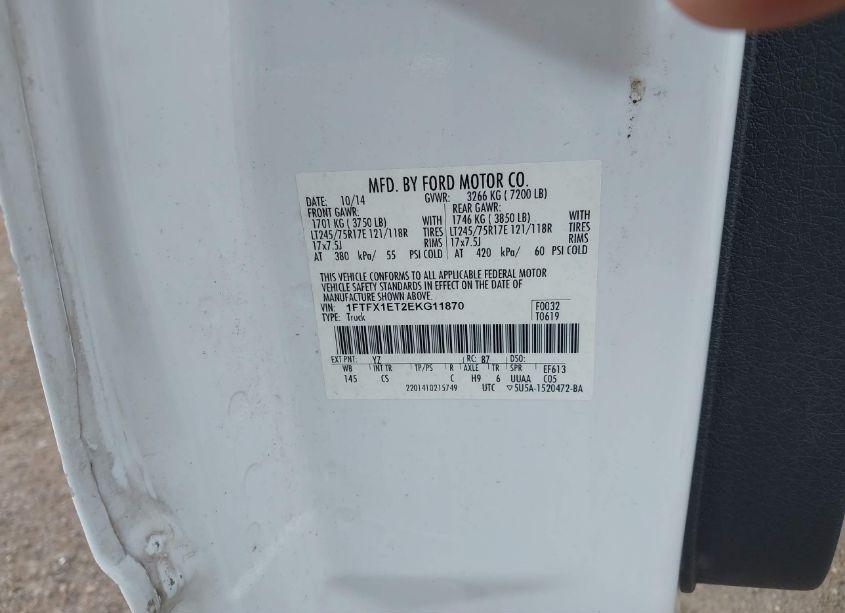 MFD. BY FORD MOTOR CO.
DATE: 10/14 GVWR: 3266 KG ( 7200 LB)
FRONT GAWR: REAR GAWR:
1701 KG ( 3750 LB) WITH 1746 KG ( 3850 LB) WITH
LT245/75R17E 121/118R TIRES LT245/75R17E 121/118R TIRES
17x7.5J RIMS 17x7.5J RIMS
AT 380 kPa/ 55 PSI COLD AT 420 kPa/ 60 PSI COLD
THIS VEHICLE CONFORMS TO ALL APPLICABLE FEDERAL MOTOR
VEHICLE SAFETY STANDARDS IN EFFECT ON THE DATE OF
MANUFACTURE SHOWN ABOVE.
VIN: 1FTFX1ET2EKG11870 F0032
TYPE: Truck T0619
EXT PNT: YZ RC: 87 DSO:
WB INT TR TP/PS R AXLE TR SPR EF613
145 CS C H9 6 UUAA C05
2201410215749 UTC ▽5U5A-1520472-BA